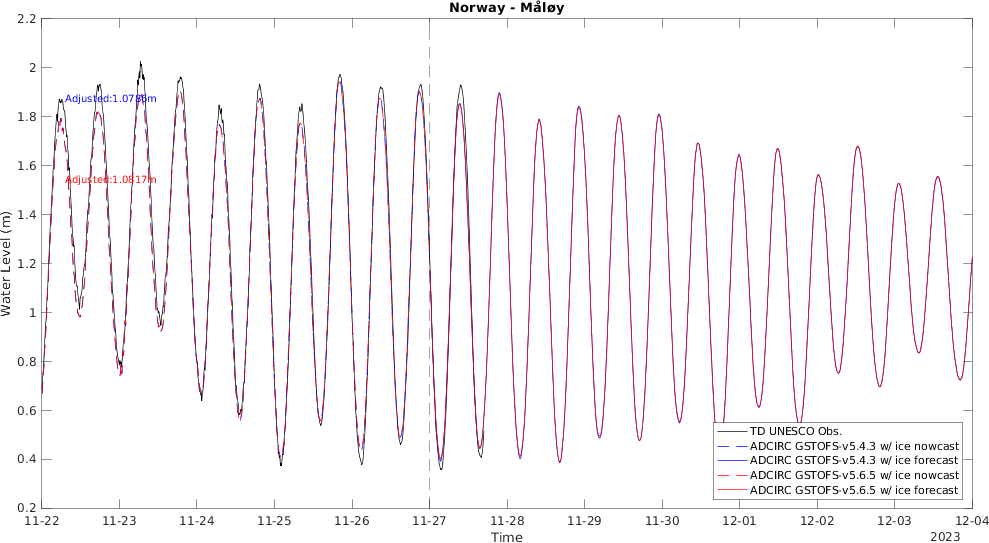 Norway - Måløy
2.2
2
1.8
1.6
1.4
1.2
1
0.8
0.6
0.4
0.2
Water Level (m)
Adjusted:1.0786m
Adjusted:1.0817m
TD UNESCO Obs.
ADCIRC GSTOFS-v5.4.3 w/ ice nowcast
ADCIRC GSTOFS-v5.4.3 w/ ice forecast
ADCIRC GSTOFS-v5.6.5 w/ ice nowcast
ADCIRC GSTOFS-v5.6.5 w/ ice forecast
11-22 11-23 11-24 11-25 11-26 11-27 11-28 11-29 11-30 12-01 12-02 12-03 12-04
Time
2023